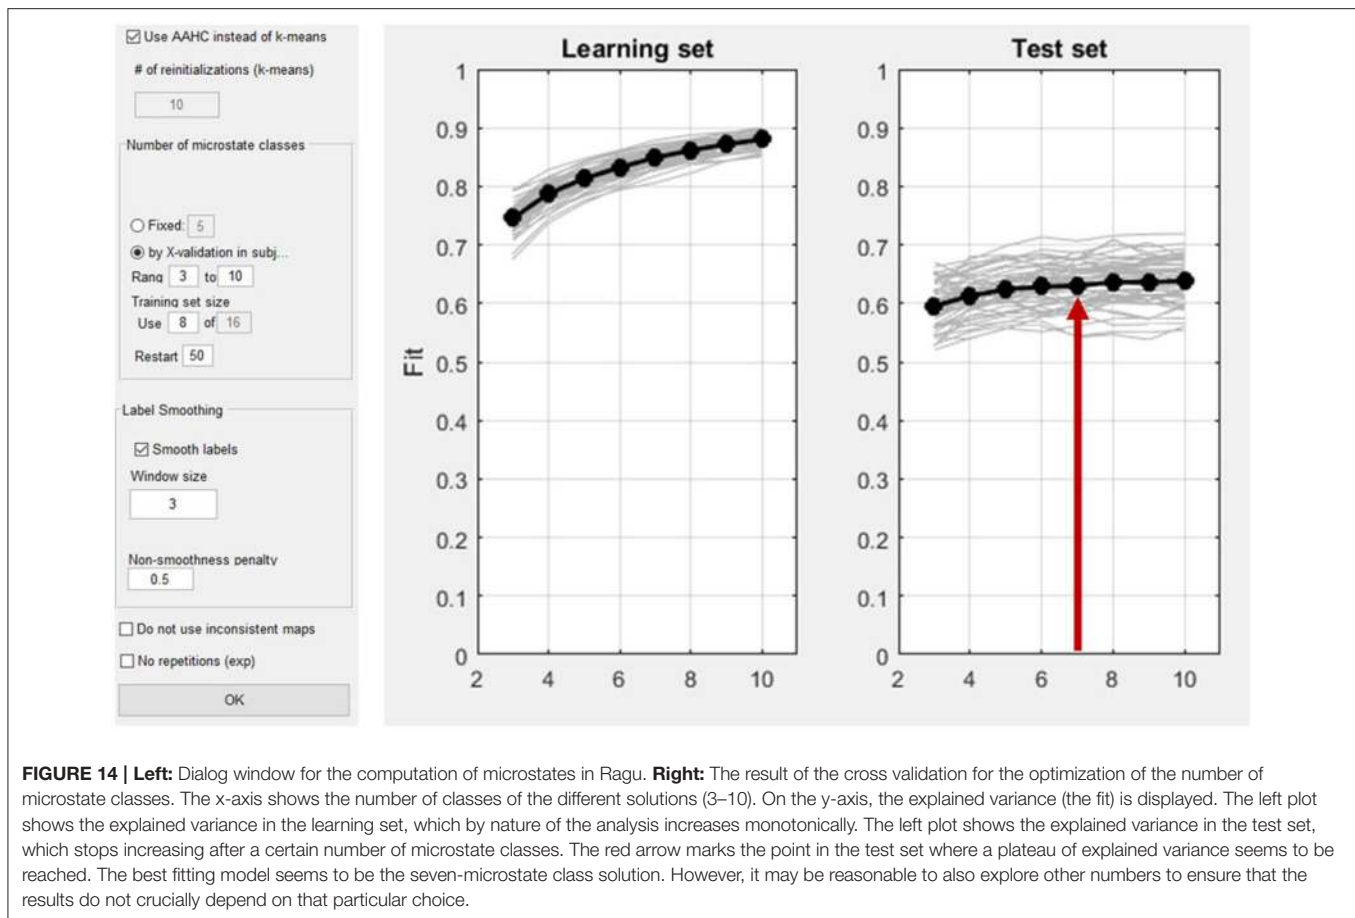 Use AAHC instead of k-means
# of reinitializations (k-means)
10
Number of microstate classes
Fixed: 5
by X-validation in subj...
Rang 3 to 10
Training set size
Use 8 of 16
Restart 50
Label Smoothing
Smooth labels
Window size
3
Non-smoothness penalty
0.5
Do not use inconsistent maps
No repetitions (exp)
OK
Learning set
1
0.9
0.8
0.7
0.6
0.5
0.4
0.3
0.2
0.1
0
2 4 6 8 10
Test set
Fit
1
0.9
0.8
0.7
0.6
0.5
0.4
0.3
0.2
0.1
0
2 4 6 8 10
FIGURE 14 | Left: Dialog window for the computation of microstates in Ragu. Right: The result of the cross validation for the optimization of the number of
microstate classes. The x-axis shows the number of classes of the different solutions (3–10). On the y-axis, the explained variance (the fit) is displayed. The left plot
shows the explained variance in the learning set, which by nature of the analysis increases monotonically. The left plot shows the explained variance in the test set,
which stops increasing after a certain number of microstate classes. The red arrow marks the point in the test set where a plateau of explained variance seems to be
reached. The best fitting model seems to be the seven-microstate class solution. However, it may be reasonable to also explore other numbers to ensure that the
results do not crucially depend on that particular choice.